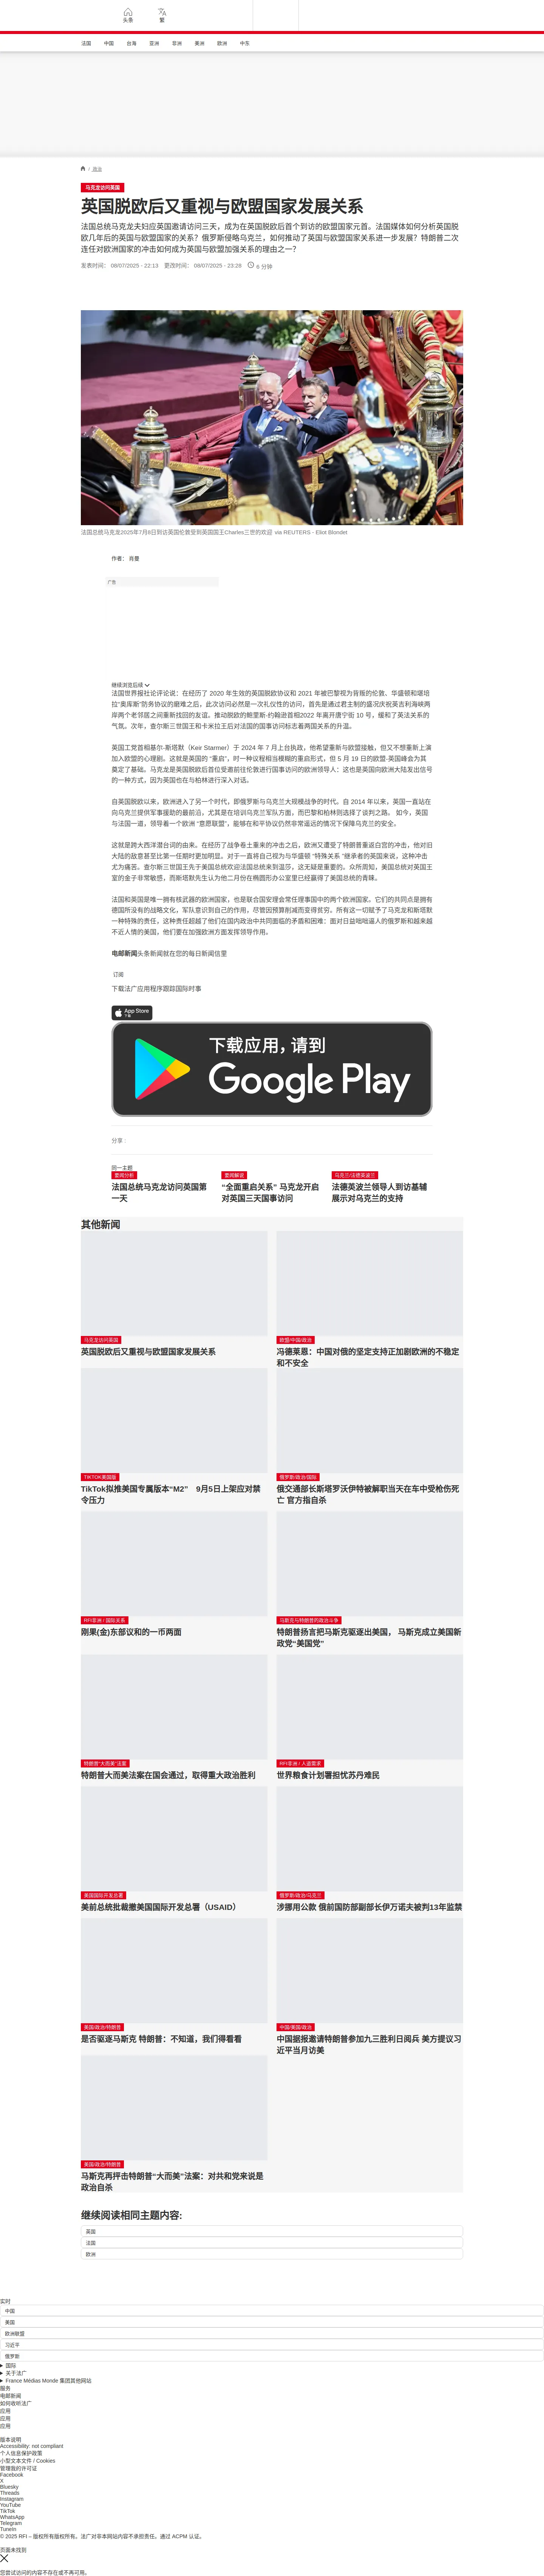 头条
繁
法国
中国
台海
亚洲
非洲
美洲
欧洲
中东
/ 政治
马克龙访问英国
英国脱欧后又重视与欧盟国家发展关系
法国总统马克龙夫妇应英国邀请访问三天，成为在英国脱欧后首个到访的欧盟国家元首。法国媒体如何分析英国脱
欧几年后的英国与欧盟国家的关系？俄罗斯侵略乌克兰，如何推动了英国与欧盟国家关系进一步发展？特朗普二次
连任对欧洲国家的冲击如何成为英国与欧盟加强关系的理由之一？
发表时间： 08/07/2025 - 22:13 更改时间： 08/07/2025 - 23:28 6 分钟
法国总统马克龙2025年7月8日到访英国伦敦受到英国国王Charles三世的欢迎 via REUTERS - Eliot Blondet
作者： 肖曼
广告
继续浏览后续
法国世界报社论评论说：在经历了 2020 年生效的英国脱欧协议和 2021 年被巴黎视为背叛的伦敦、华盛顿和堪培
拉“奥库斯”防务协议的磨难之后，此次访问必然是一次礼仪性的访问，首先是通过君主制的盛况庆祝英吉利海峡两
岸两个老邻居之间重新找回的友谊。推动脱欧的鲍里斯-约翰逊首相2022 年离开唐宁街 10 号，缓和了英法关系的
气氛。次年，查尔斯三世国王和卡米拉王后对法国的国事访问标志着两国关系的升温。
英国工党首相基尔-斯塔默（Keir Starmer）于 2024 年 7 月上台执政，他希望重新与欧盟接触，但又不想重新上演
加入欧盟的心理剧。这就是英国的 “重启”，时一种议程相当模糊的重启形式，但 5 月 19 日的欧盟-英国峰会为其
奠定了基础。马克龙是英国脱欧后首位受邀前往伦敦进行国事访问的欧洲领导人：这也是英国向欧洲大陆发出信号
的一种方式，因为英国也在与柏林进行深入对话。
自英国脱欧以来，欧洲进入了另一个时代，即俄罗斯与乌克兰大规模战争的时代。自 2014 年以来，英国一直站在
向乌克兰提供军事援助的最前沿，尤其是在培训乌克兰军队方面，而巴黎和柏林则选择了谈判之路。 如今，英国
与法国一道，领导着一个欧洲 “意愿联盟”，能够在和平协议仍然非常遥远的情况下保障乌克兰的安全。
这就是跨大西洋潜台词的由来。在经历了战争卷土重来的冲击之后，欧洲又遭受了特朗普重返白宫的冲击，他对旧
大陆的敌意甚至比第一任期时更加明显。对于一直将自己视为与华盛顿 “特殊关系 ”继承者的英国来说，这种冲击
尤为痛苦。查尔斯三世国王先于美国总统欢迎法国总统来到温莎，这无疑是重要的。众所周知，美国总统对英国王
室的金子非常敏感，而斯塔默先生认为他二月份在椭圆形办公室里已经赢得了美国总统的青睐。
法国和英国是唯一拥有核武器的欧洲国家，也是联合国安理会常任理事国中的两个欧洲国家。它们的共同点是拥有
德国所没有的战略文化，军队意识到自己的作用，尽管因预算削减而变得贫穷。所有这一切赋予了马克龙和斯塔默
一种特殊的责任。这种责任超越了他们在国内政治中共同面临的矛盾和困难：面对日益咄咄逼人的俄罗斯和越来越
不近人情的美国，他们要在加强欧洲方面发挥领导作用。
电邮新闻头条新闻就在您的每日新闻信里
订阅
下载法广应用程序跟踪国际时事
App Store
下载
下载应用，请到
Google Play
分享 :
同一主题
要闻分析
法国总统马克龙访问英国第
一天
要闻解说
“全面重启关系” 马克龙开启
对英国三天国事访问
乌克兰/法德英波兰
法德英波兰领导人到访基辅
展示对乌克兰的支持
其他新闻
马克龙访问英国
英国脱欧后又重视与欧盟国家发展关系
欧盟/中国/政治
冯德莱恩：中国对俄的坚定支持正加剧欧洲的不稳定
和不安全
TIKTOK美国版
TikTok拟推美国专属版本“M2” 9月5日上架应对禁
令压力
俄罗斯/政治/国际
俄交通部长斯塔罗沃伊特被解职当天在车中受枪伤死
亡 官方指自杀
RFI非洲 / 国际关系
刚果(金)东部议和的一币两面
马斯克与特朗普的政治斗争
特朗普扬言把马斯克驱逐出美国， 马斯克成立美国新
政党“美国党”
特朗普“大而美”法案
特朗普大而美法案在国会通过，取得重大政治胜利
RFI非洲 / 人道需求
世界粮食计划署担忧苏丹难民
美国国际开发总署
美前总统批裁撤美国国际开发总署（USAID）
俄罗斯/政治/乌克兰
涉挪用公款 俄前国防部副部长伊万诺夫被判13年监禁
美国/政治/特朗普
是否驱逐马斯克 特朗普：不知道，我们得看看
中国/美国/政治
中国据报邀请特朗普参加九三胜利日阅兵 美方提议习
近平当月访美
美国/政治/特朗普
马斯克再抨击特朗普“大而美”法案：对共和党来说是
政治自杀
继续阅读相同主题内容:
英国
法国
欧洲
实时
中国
美国
欧洲联盟
习近平
俄罗斯
国际
关于法广
France Médias Monde 集团其他网站
服务
电邮新闻
如何收听法广
应用
应用
应用
版本说明
Accessibility: not compliant
个人信息保护政策
小型文本文件 / Cookies
管理我的许可证
Facebook
X
Bluesky
Threads
Instagram
YouTube
TikTok
WhatsApp
Telegram
TuneIn
© 2025 RFI – 版权所有版权所有。法广对非本网站内容不承担责任。通过 ACPM 认证。
页面未找到
您尝试访问的内容不存在或不再可用。